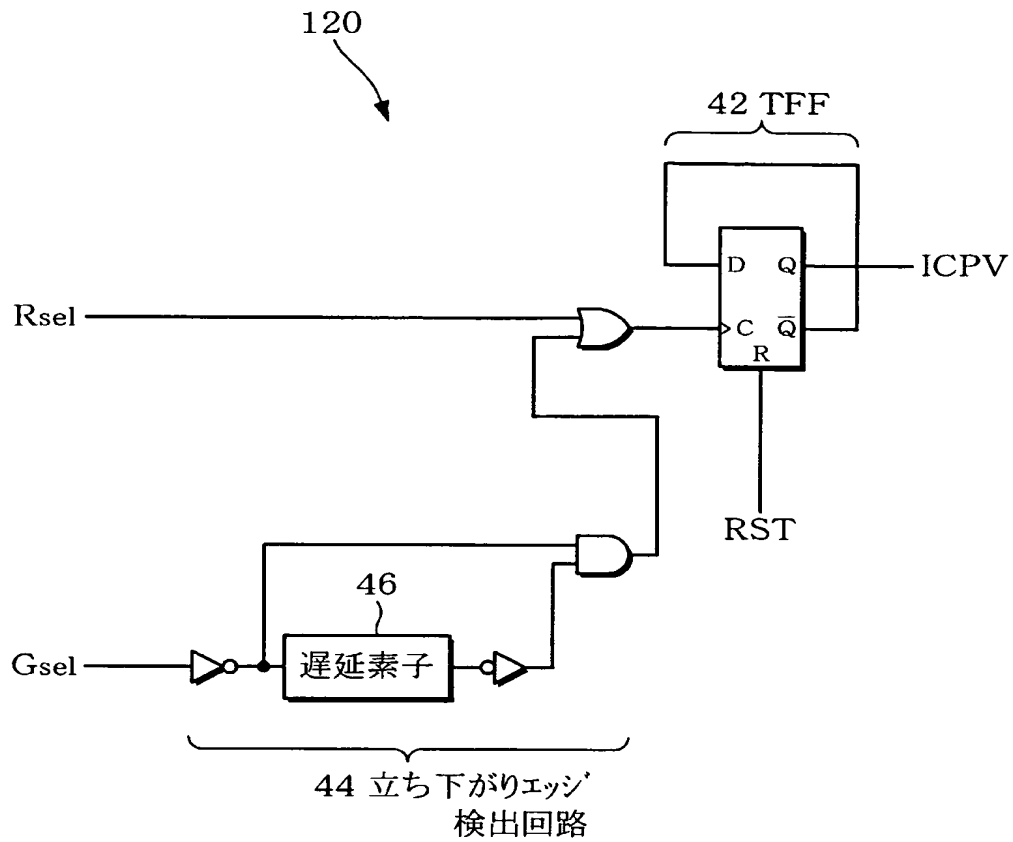 120
42 TFF
D Q
ICPV
Rsel
C Q̅
R
RST
46
Gsel
遅延素子
44 立ち下がりエッジ
検出回路